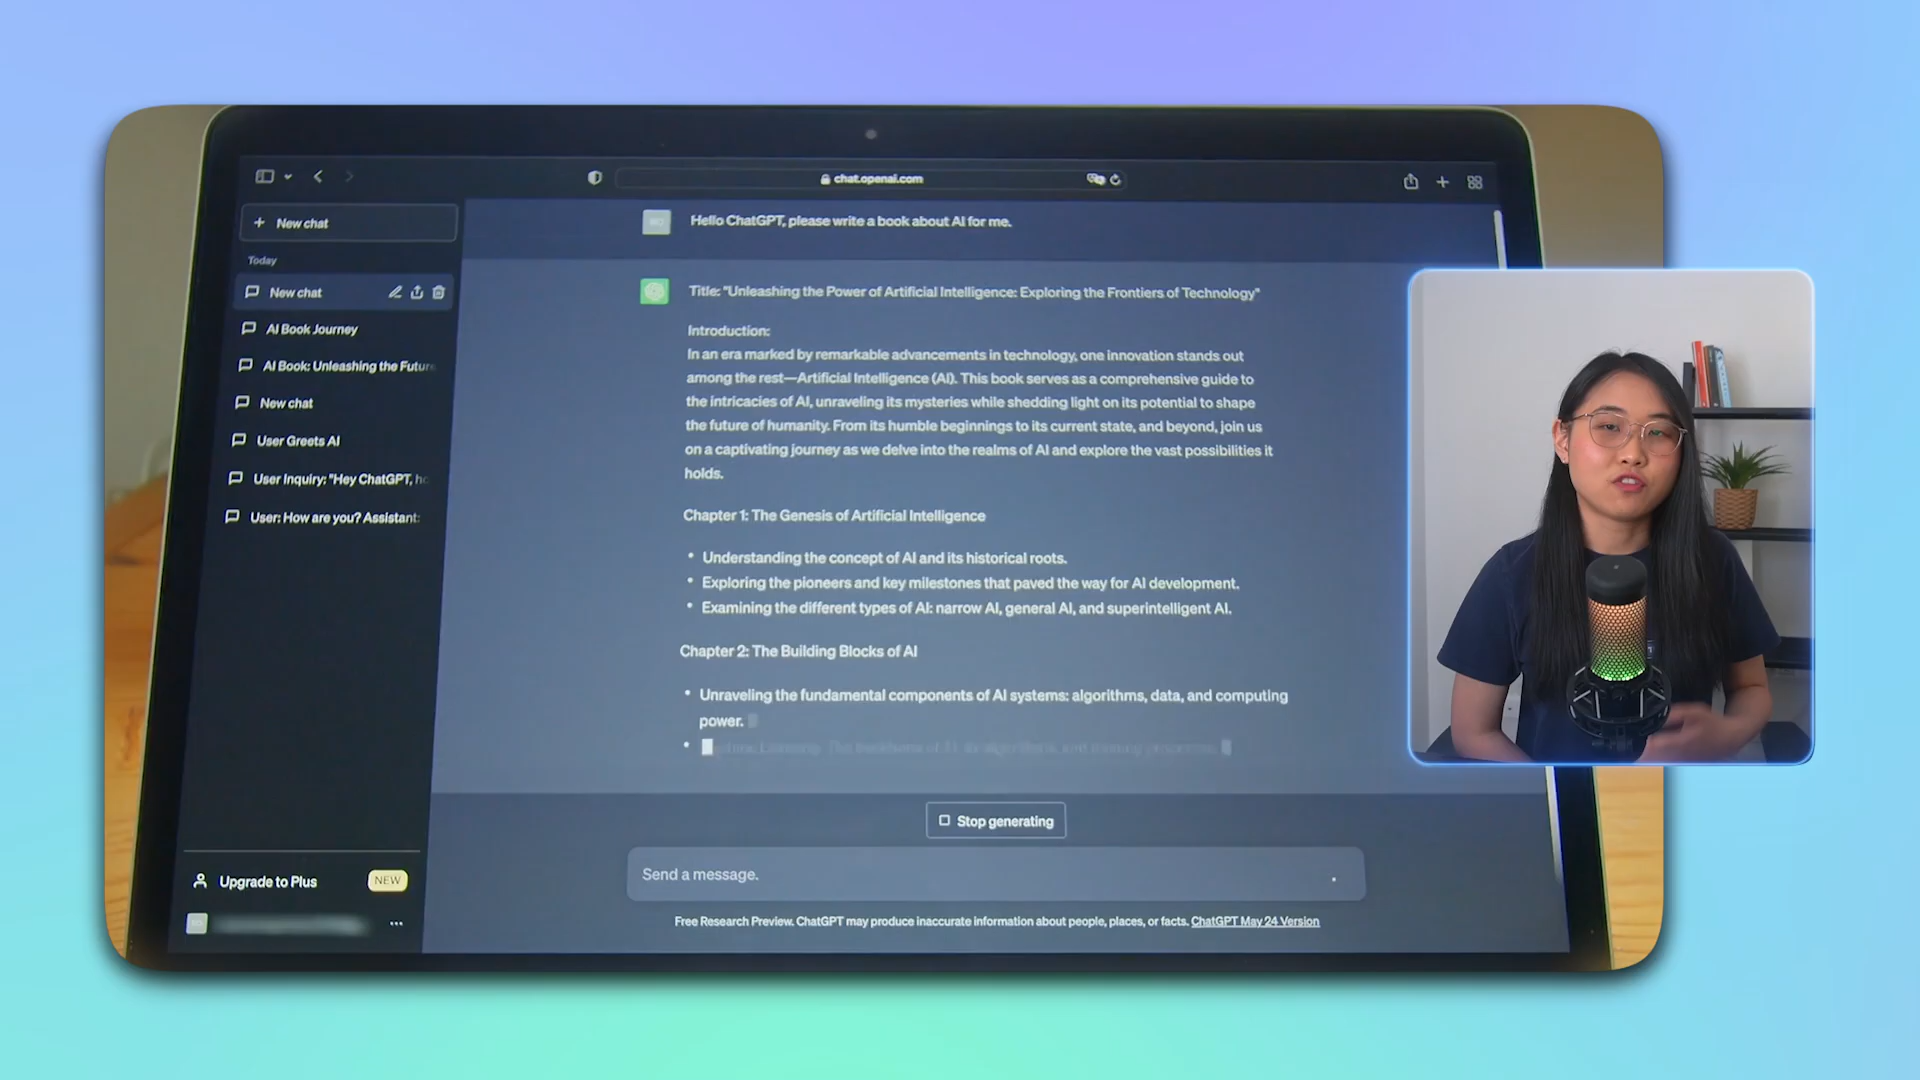 chat.openai.com
New chat
Today
New chat
AI Book Journey
AI Book: Unleashing the Future
New chat
User Greets AI
User Inquiry: "Hey ChatGPT, ho
User: How are you? Assistant:
Upgrade to Plus
NEW
Hello ChatGPT, please write a book about AI for me.
Title: "Unleashing the Power of Artificial Intelligence: Exploring the Frontiers of Technology"
Introduction:
In an era marked by remarkable advancements in technology, one innovation stands out
among the rest—Artificial Intelligence (AI). This book serves as a comprehensive guide to
the intricacies of AI, unraveling its mysteries while shedding light on its potential to shape
the future of humanity. From its humble beginnings to its current state, and beyond, join us
on a captivating journey as we delve into the realms of AI and explore the vast possibilities it
holds.
Chapter 1: The Genesis of Artificial Intelligence
• Understanding the concept of AI and its historical roots.
• Exploring the pioneers and key milestones that paved the way for AI development.
• Examining the different types of AI: narrow AI, general AI, and superintelligent AI.
Chapter 2: The Building Blocks of AI
• Unraveling the fundamental components of AI systems: algorithms, data, and computing
power.
Stop generating
Send a message.
Free Research Preview. ChatGPT may produce inaccurate information about people, places, or facts. ChatGPT May 24 Version